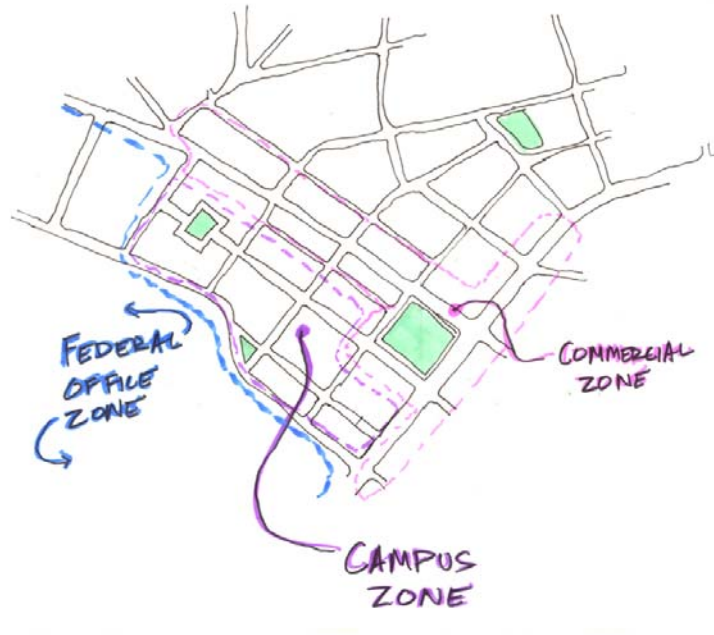 FEDERAL
OFFICE
ZONE
COMMERCIAL
ZONE
CAMPUS
ZONE